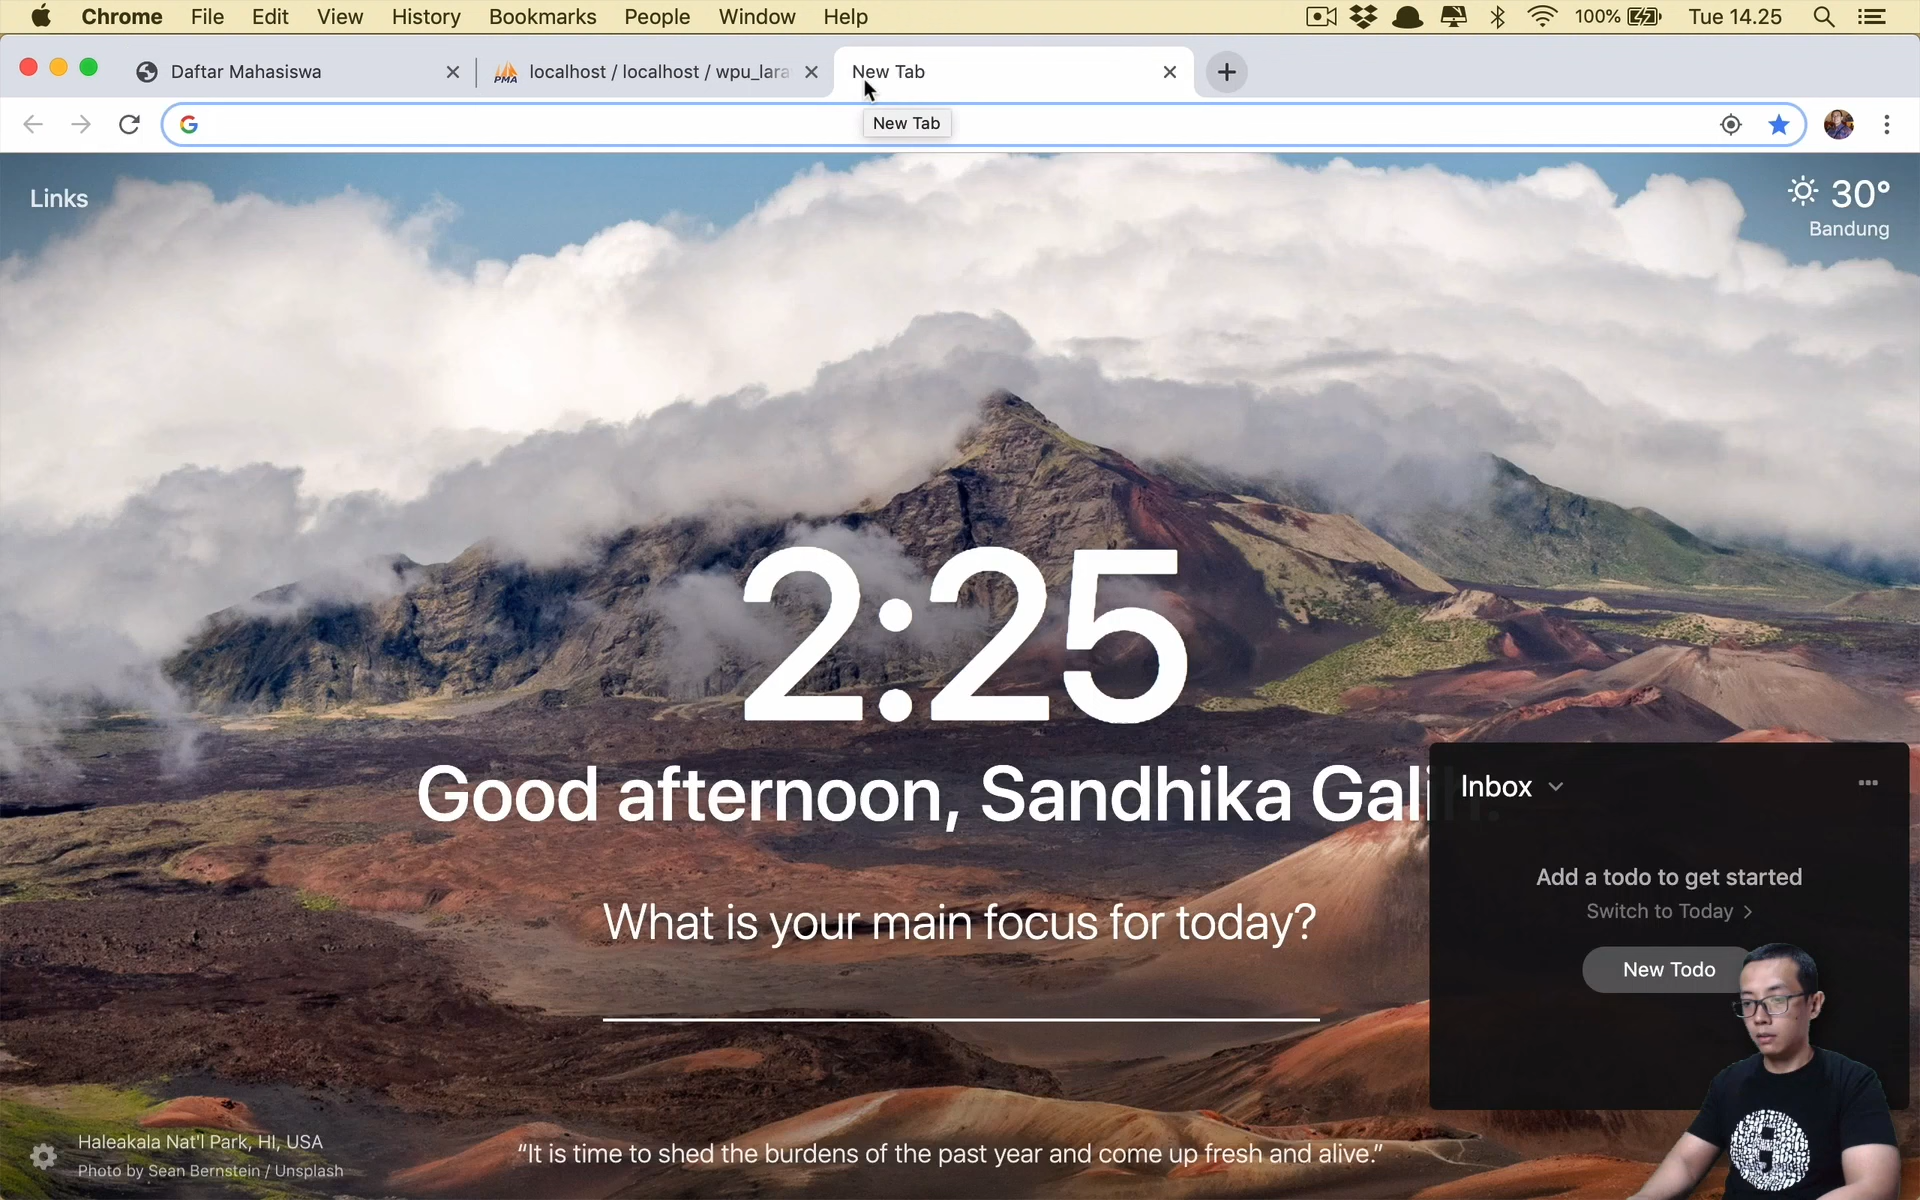 Chrome File Edit View History Bookmarks People Window Help 100% Tue 14.25
Daftar Mahasiswa
PMA localhost / localhost / wpu_lara
New Tab
New Tab
Links
30°
Bandung
2:25
Good afternoon, Sandhika Galih.
What is your main focus for today?
Inbox
Add a todo to get started
Switch to Today
New Todo
Haleakala Nat'l Park, HI, USA
Photo by Sean Bernstein / Unsplash
“It is time to shed the burdens of the past year and come up fresh and alive.”